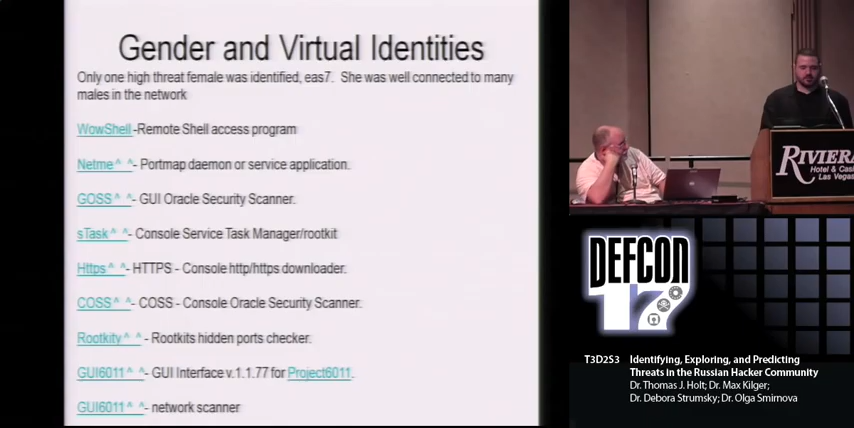 Gender and Virtual Identities
Only one high threat female was identified, eas7. She was well connected to many
males in the network
WowShell -Remote Shell access program
Netme^_^- Portmap daemon or service application.
GOSS^_^- GUI Oracle Security Scanner.
sTask^_^- Console Service Task Manager/rootkit
Https^_^- HTTPS - Console http/https downloader.
COSS^_^- COSS - Console Oracle Security Scanner.
Rootkity^_^ - Rootkits hidden ports checker.
GUI6011^_^- GUI Interface v.1.1.77 for Project6011.
GUI6011^_^- network scanner
RIVIERA
Hotel & Cas
Las Vegas
DEFCON
17
T3D2S3 Identifying, Exploring, and Predicting
Threats in the Russian Hacker Community
Dr. Thomas J. Holt; Dr. Max Kilger;
Dr. Debora Strumsky; Dr. Olga Smirnova